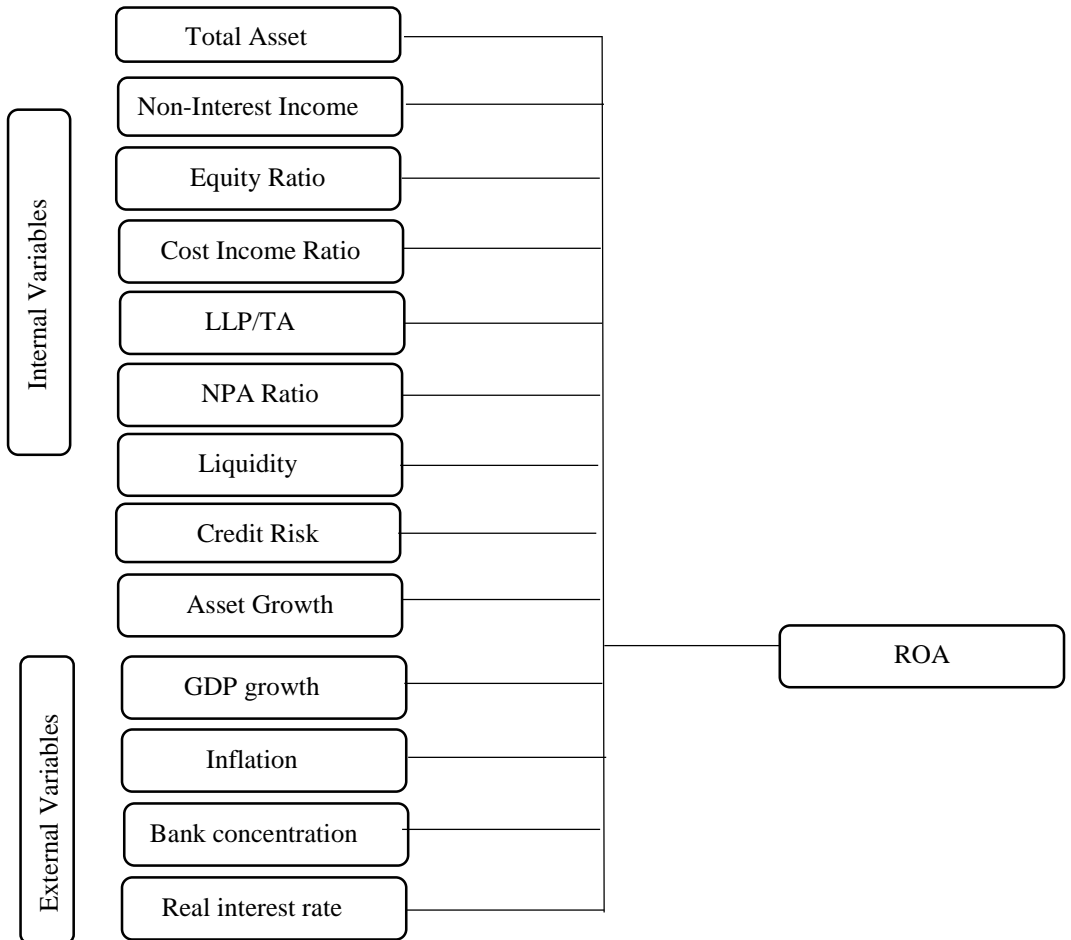 Total Asset
Non-Interest Income
Equity Ratio
Cost Income Ratio
LLP/TA
NPA Ratio
Liquidity
Credit Risk
Asset Growth
Internal Variables
GDP growth
Inflation
Bank concentration
Real interest rate
External Variables
ROA